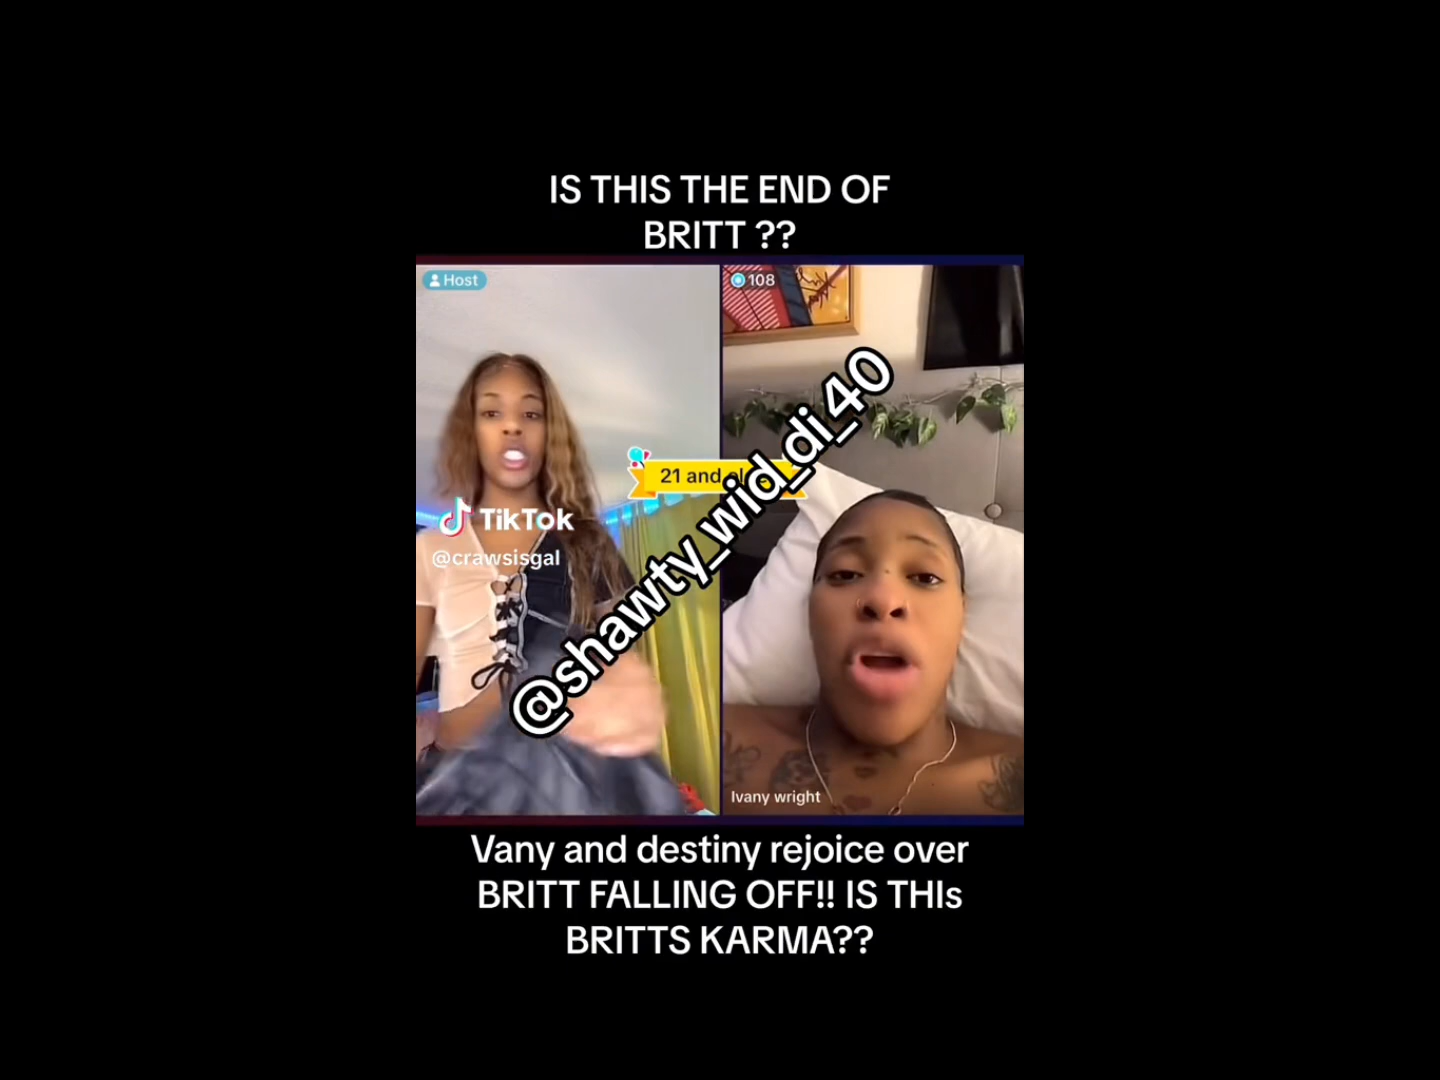 IS THIS THE END OF
BRITT ??
Host
108
21 and
TikTok
@crawsisgal
@shawty_wid_di_40
Ivany wright
Vany and destiny rejoice over
BRITT FALLING OFF!! IS THIs
BRITTS KARMA??